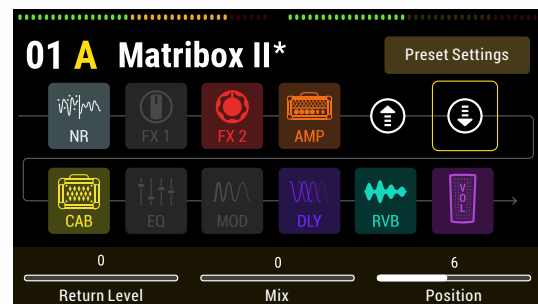 01 A Matribox II* Preset Settings
NR FX 1 FX 2 AMP
VOL
CAB EQ MOD DLY RVB
0 0 6
Return Level Mix Position